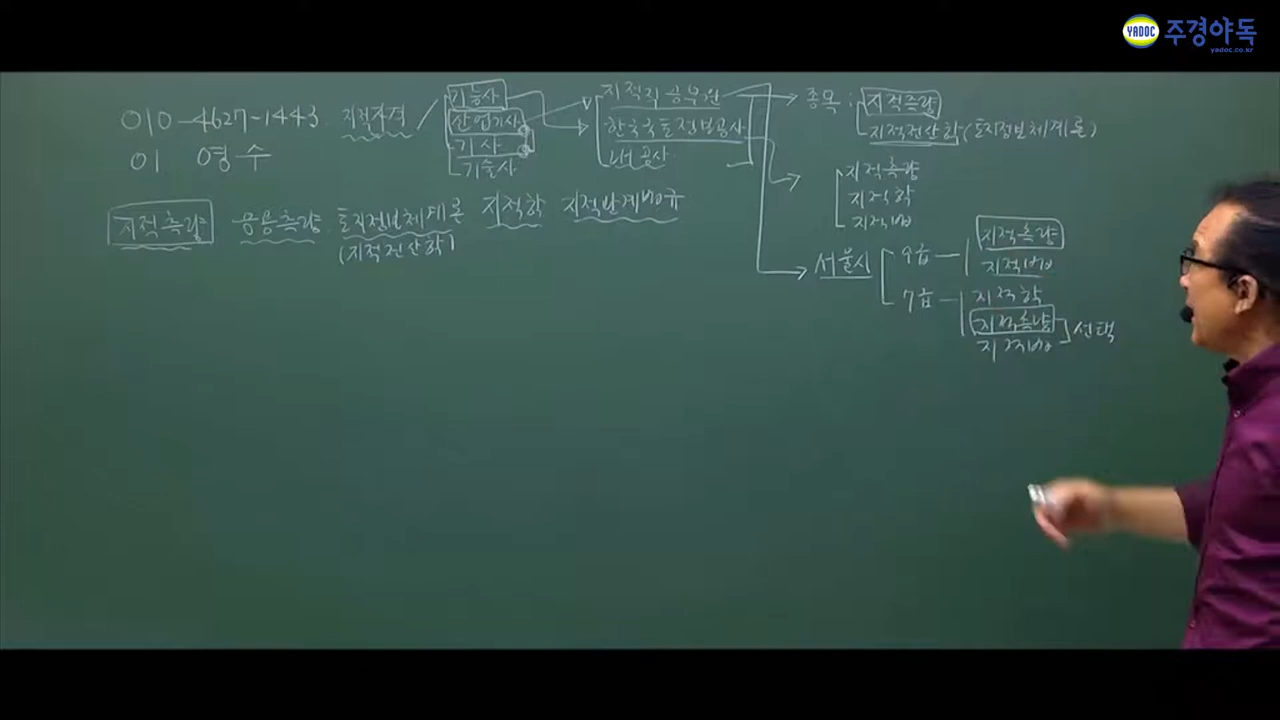 YADOC 주경야독
yadoc.co.kr
010-4627-1443
이 영수
지적자격
기능사
산업기사
기사
기술사
지적직 공무원
한국국토정보공사
종목: 지적측량
지적전산학(토지정보체계론)
지적측량
지적학
지적법
지적측량 응용측량 토지정보체계론 지적학 지적관계법규
(지적전산학)
서울시
9급
지적측량
지적법
7급
지적학
지적측량
지적법
선택